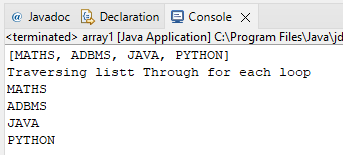 @ Javadoc Declaration Console
<terminated> array1 [Java Application] C:\Program Files\Java\jd
[MATHS, ADBMS, JAVA, PYTHON]
Traversing listt Through for each loop
MATHS
ADBMS
JAVA
PYTHON